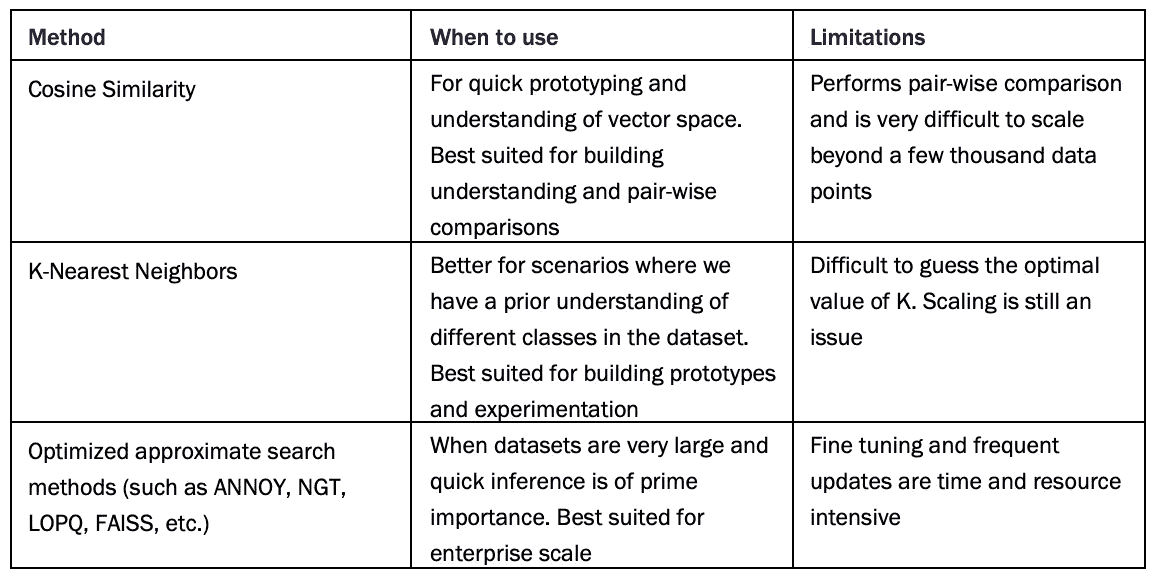 Method
When to use
Limitations
Cosine Similarity
For quick prototyping and
understanding of vector space.
Best suited for building
understanding and pair-wise
comparisons
Performs pair-wise comparison
and is very difficult to scale
beyond a few thousand data
points
K-Nearest Neighbors
Better for scenarios where we
have a prior understanding of
different classes in the dataset.
Best suited for building prototypes
and experimentation
Difficult to guess the optimal
value of K. Scaling is still an
issue
Optimized approximate search
methods (such as ANNOY, NGT,
LOPQ, FAISS, etc.)
When datasets are very large and
quick inference is of prime
importance. Best suited for
enterprise scale
Fine tuning and frequent
updates are time and resource
intensive